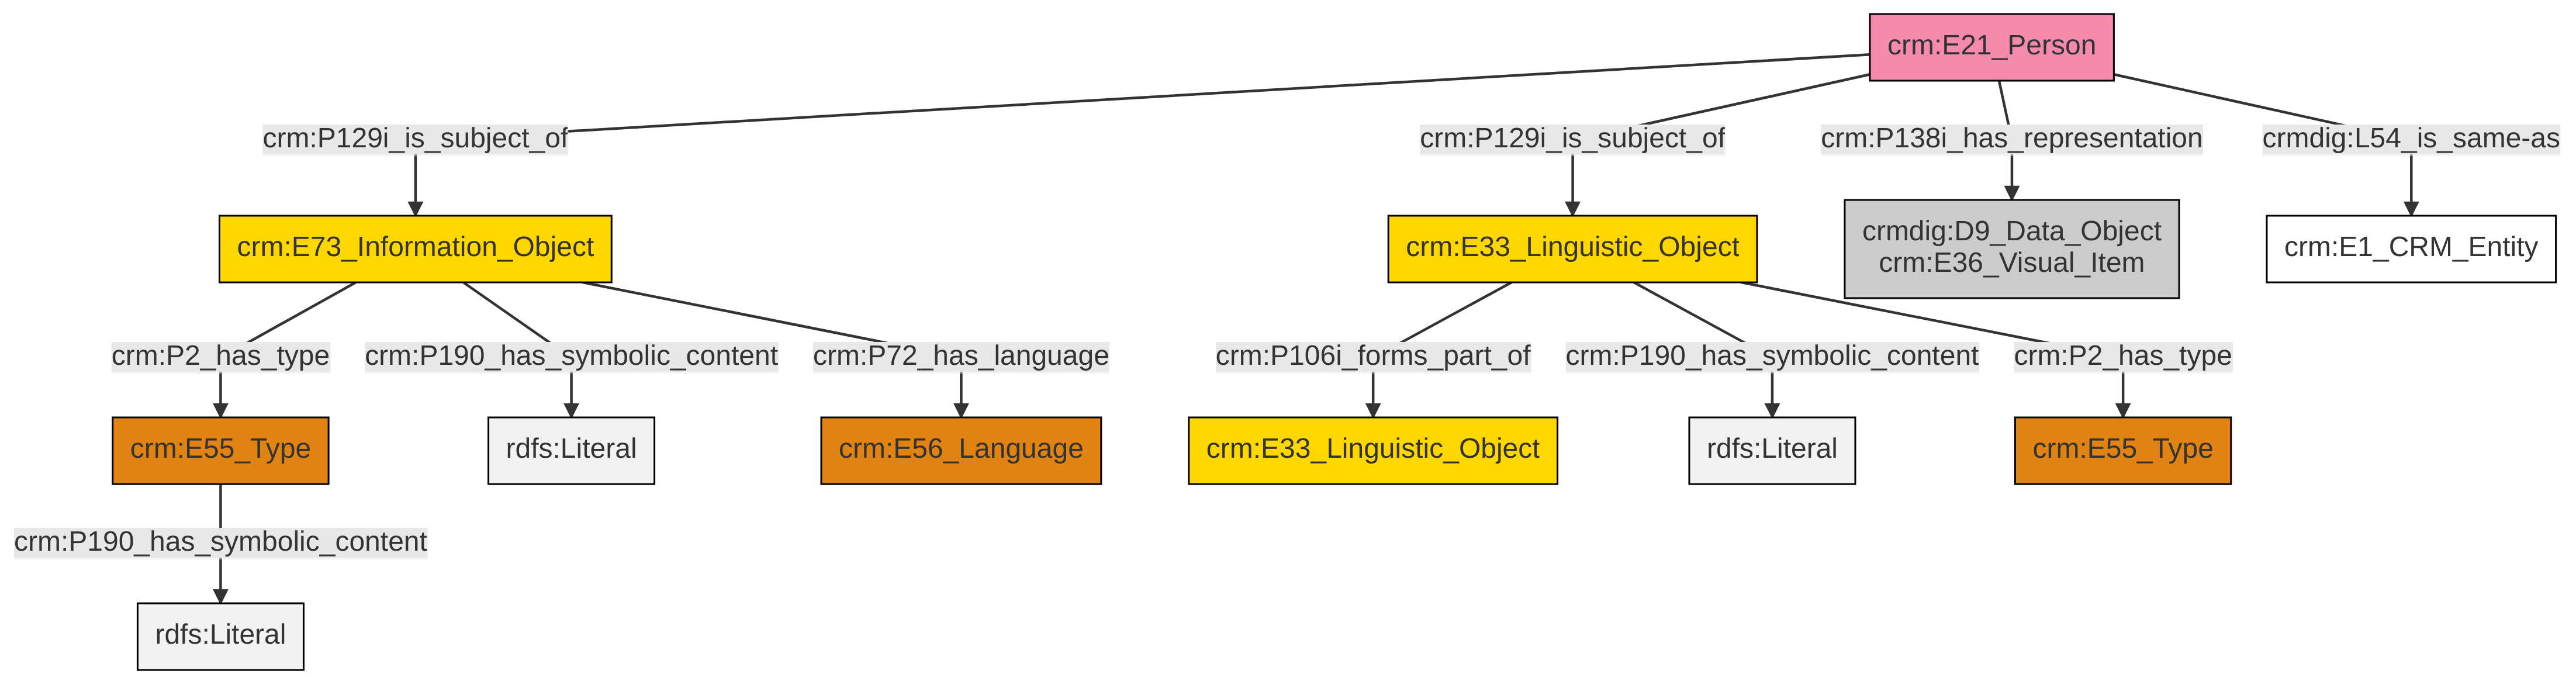 crm:E21_Person
crm:P129i_is_subject_of
crm:P129i_is_subject_of
crm:P138i_has_representation
crmdig:L54_is_same-as
crm:E73_Information_Object
crm:E33_Linguistic_Object
crmdig:D9_Data_Object
crm:E36_Visual_Item
crm:E1_CRM_Entity
crm:P2_has_type
crm:P190_has_symbolic_content
crm:P72_has_language
crm:P106i_forms_part_of
crm:P190_has_symbolic_content
crm:P2_has_type
crm:E55_Type
rdfs:Literal
crm:E56_Language
crm:E33_Linguistic_Object
rdfs:Literal
crm:E55_Type
crm:P190_has_symbolic_content
rdfs:Literal